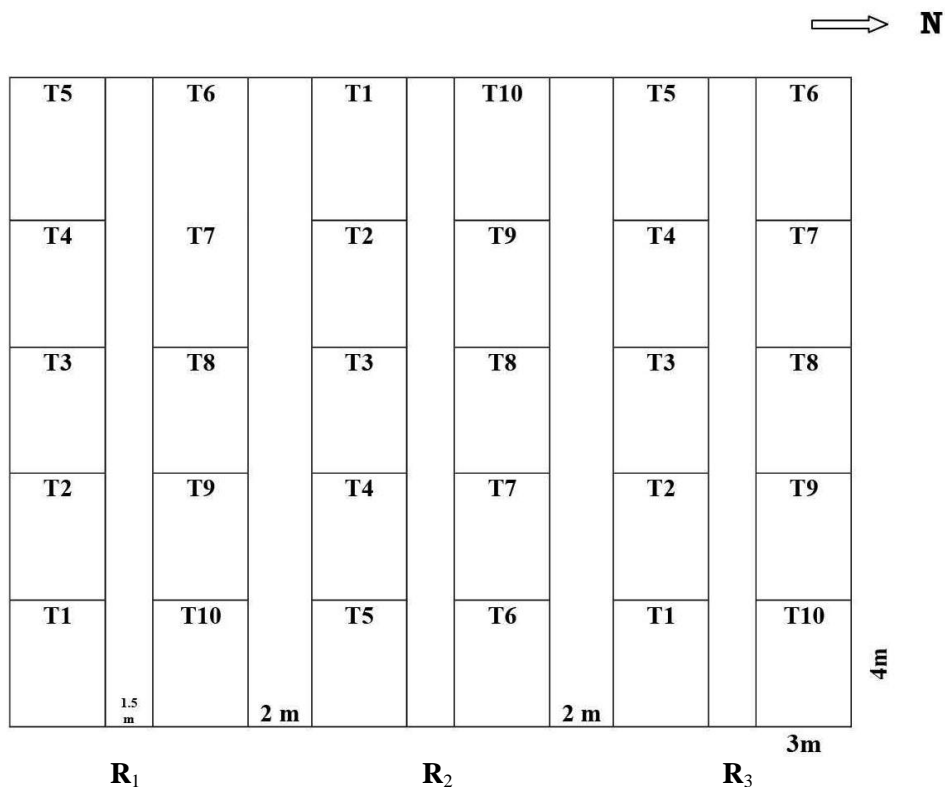 N
T5 T6 T1 T10 T5 T6
T4 T7 T2 T9 T4 T7
T3 T8 T3 T8 T3 T8
T2 T9 T4 T7 T2 T9
T1 T10 T5 T6 T1 T10
4m
1.5
m
2 m 2 m
3m
R1 R2 R3